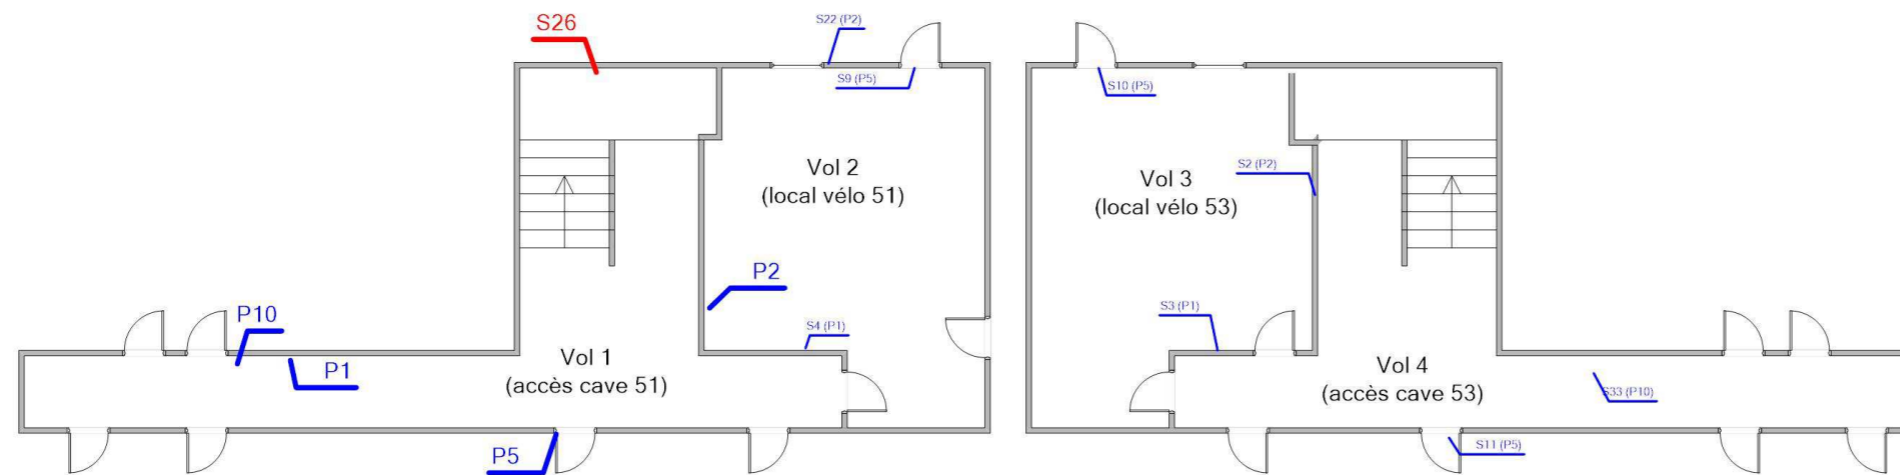 S26
S22 (P2)
S9 (P5)
S10 (P5)
Vol 2
(local vélo 51)
S2 (P2)
Vol 3
(local vélo 53)
P2
P10
S3 (P1)
S4 (P1)
P1
Vol 1
(accès cave 51)
Vol 4
(accès cave 53)
S33 (P10)
P5
S11 (P5)